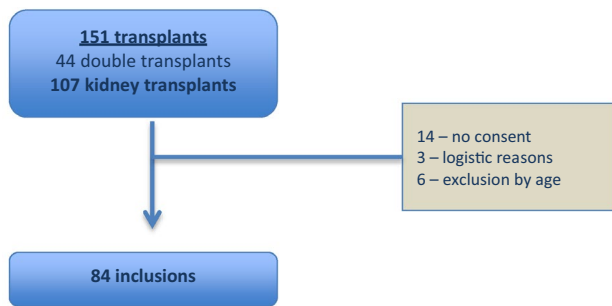 151 transplants
44 double transplants
107 kidney transplants
14 – no consent
3 – logistic reasons
6 – exclusion by age
84 inclusions